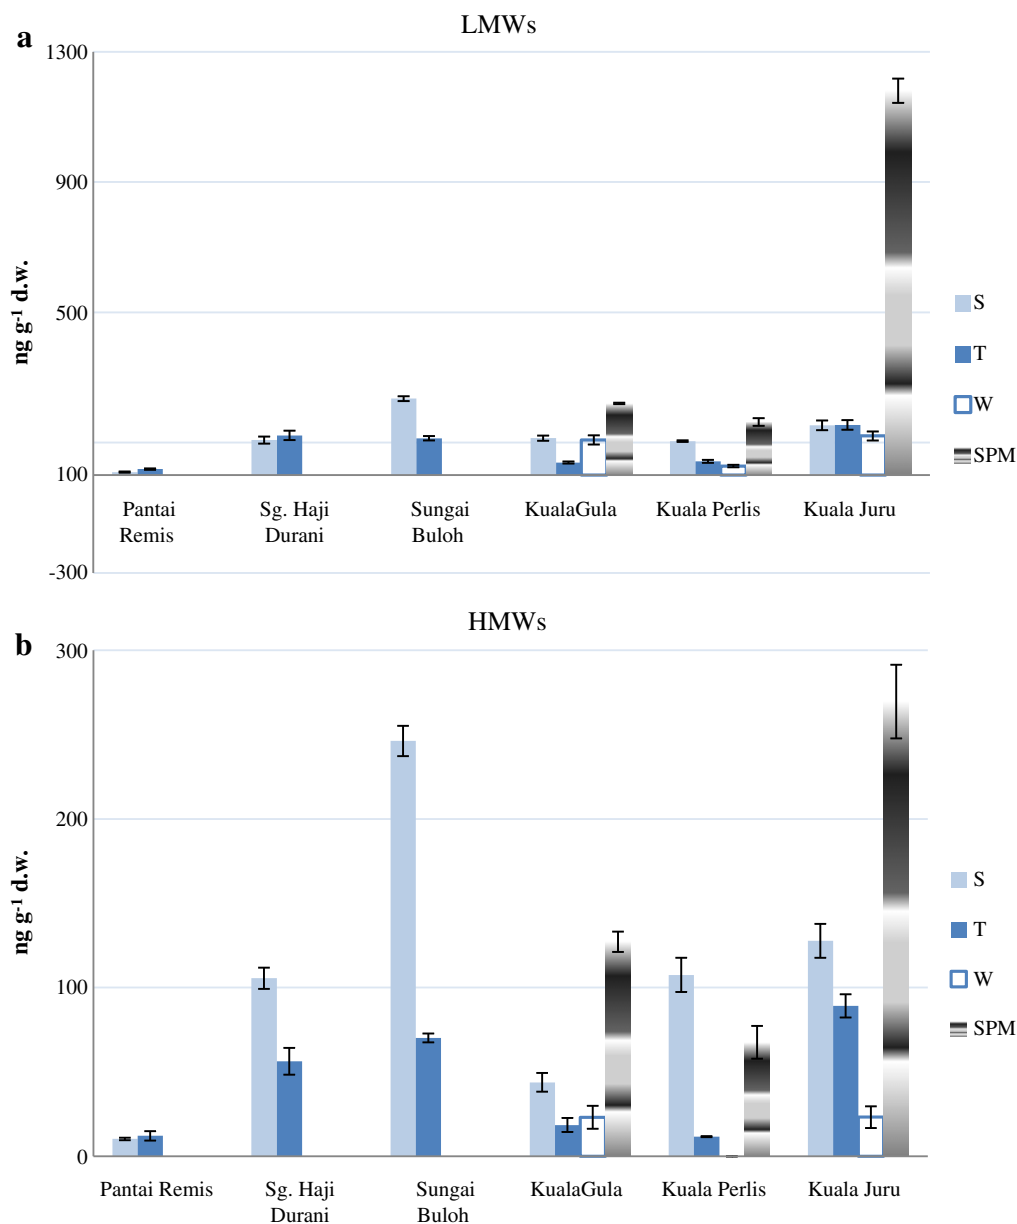 a
LMWs
1300
900
500
100
-300
ng g-1 d.w.
Pantai
Remis
Sg. Haji
Durani
Sungai
Buloh
KualaGula
Kuala Perlis
Kuala Juru
S
T
W
SPM
b
HMWs
300
200
100
0
ng g-1 d.w.
Pantai Remis
Sg. Haji
Durani
Sungai
Buloh
KualaGula
Kuala Perlis
Kuala Juru
S
T
W
SPM